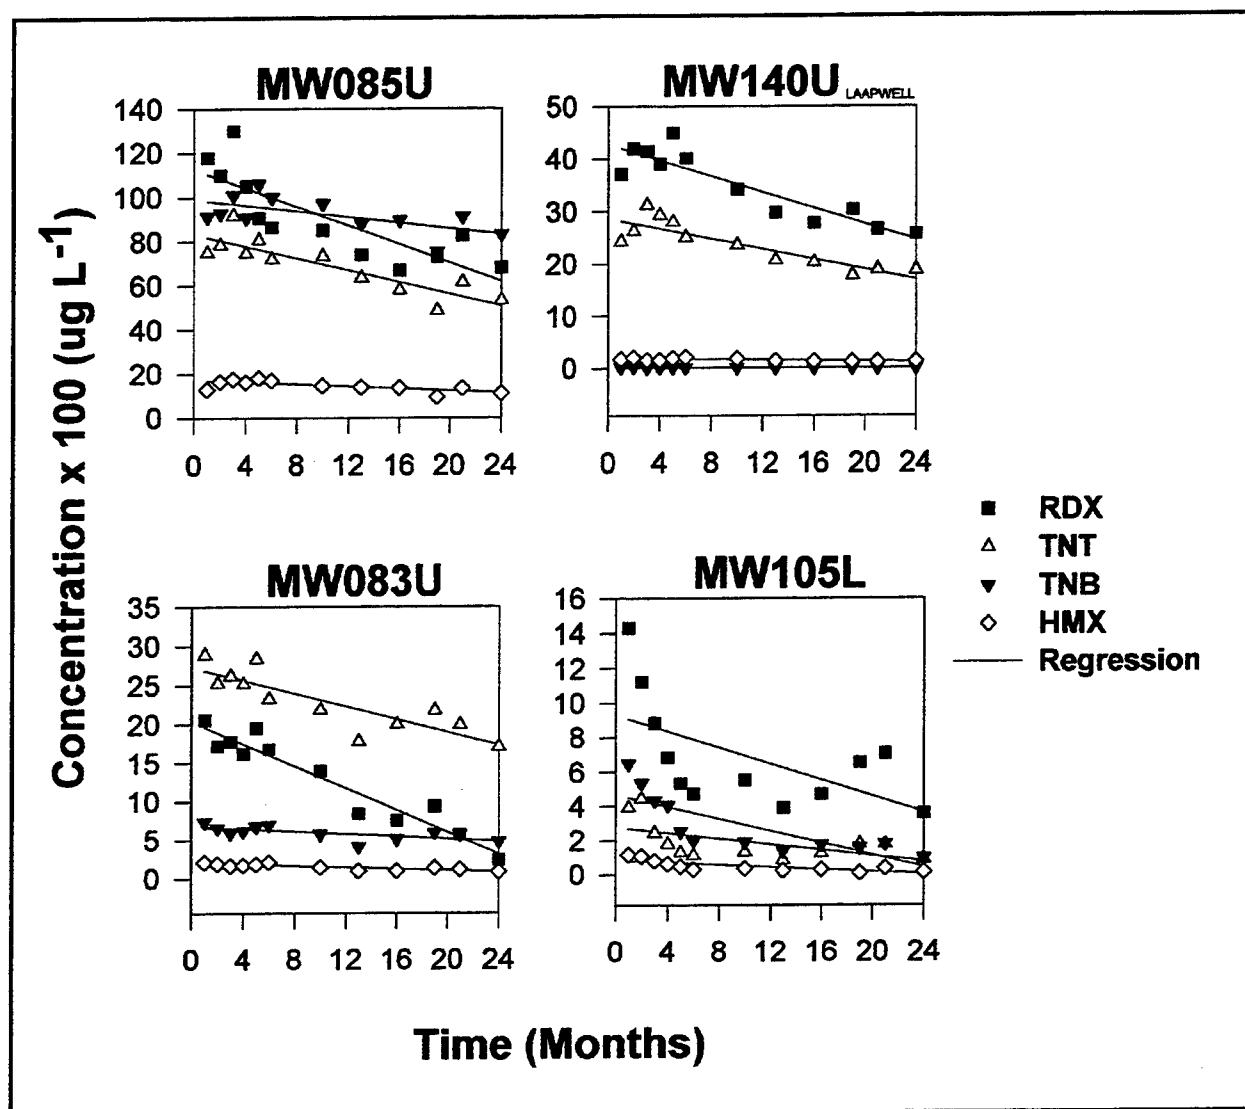 MW085U
MW140U LAAPWELL
140
120
100
80
60
40
20
0
0 4 8 12 16 20 24
50
40
30
20
10
0
0 4 8 12 16 20 24
Concentration x 100 (ug L-1)
MW083U
MW105L
35
30
25
20
15
10
5
0
0 4 8 12 16 20 24
16
14
12
10
8
6
4
2
0
0 4 8 12 16 20 24
RDX
TNT
TNB
HMX
Regression
Time (Months)